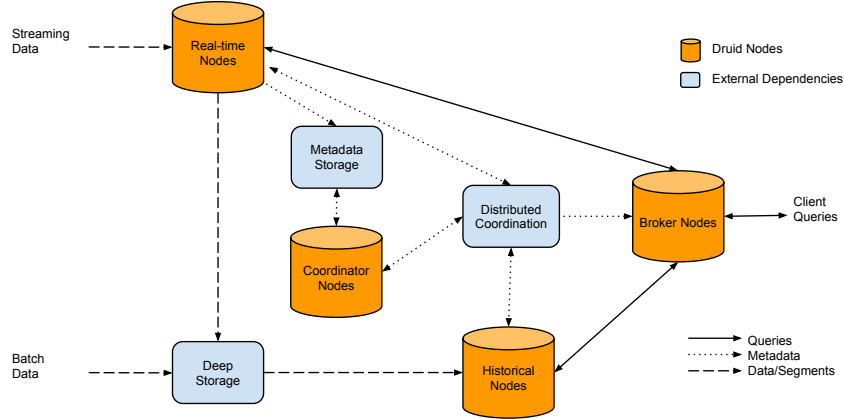 Streaming
Data
Real-time
Nodes
Druid Nodes
External Dependencies
Metadata
Storage
Distributed
Coordination
Broker Nodes
Client
Queries
Coordinator
Nodes
Batch
Data
Deep
Storage
Historical
Nodes
Queries
Metadata
Data/Segments